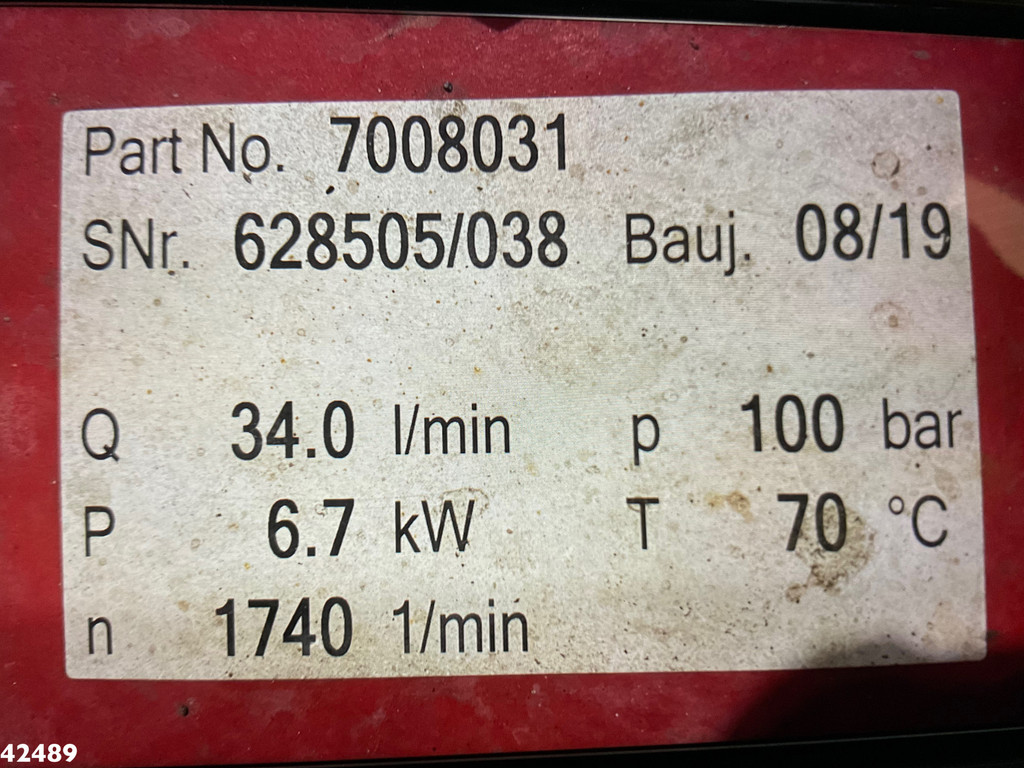 Part No. 7008031
SNr. 628505/038 Bauj. 08/19
Q 34.0 l/min p 100 bar
P 6.7 kW T 70 °C
n 1740 1/min
42489